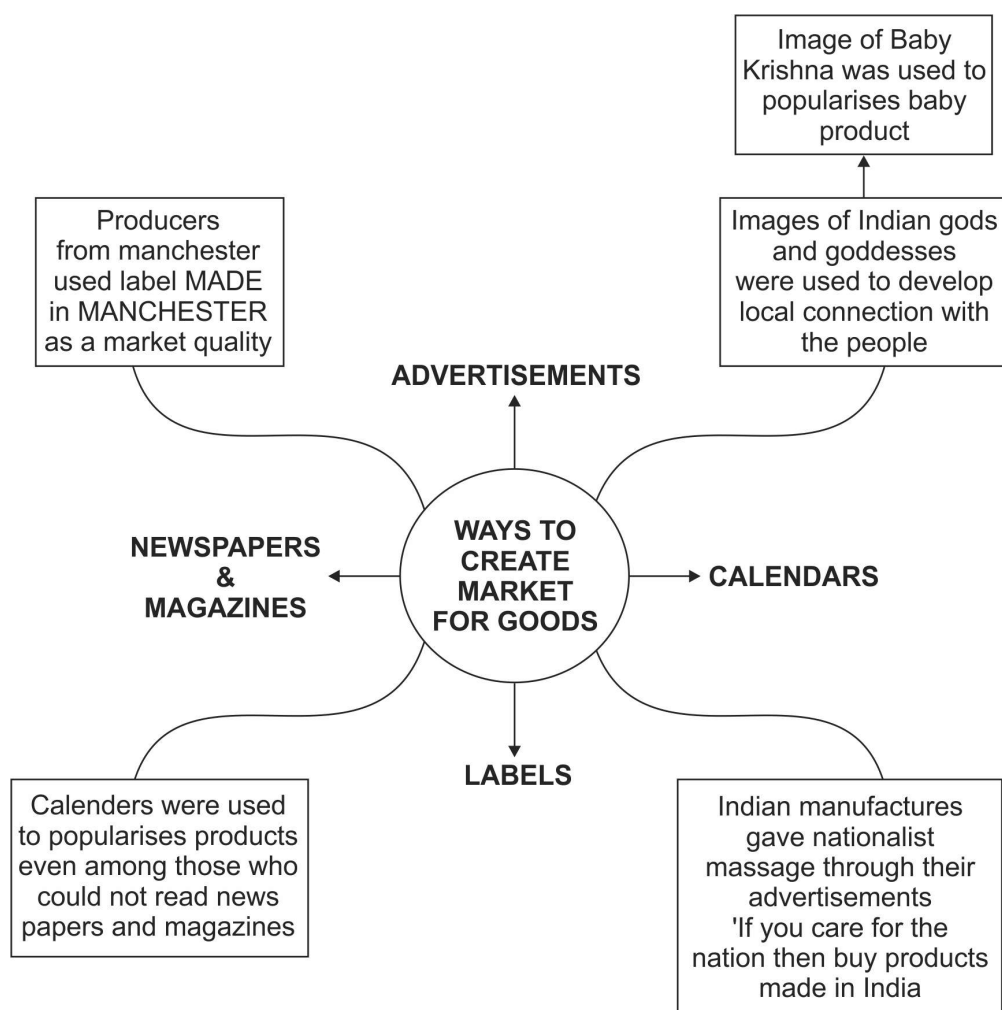 Image of Baby
Krishna was used to
popularises baby
product
Producers
from manchester
used label MADE
in MANCHESTER
as a market quality
Images of Indian gods
and goddesses
were used to develop
local connection with
the people
ADVERTISEMENTS
NEWSPAPERS
&
MAGAZINES
WAYS TO
CREATE
MARKET
FOR GOODS
CALENDARS
LABELS
Calenders were used
to popularises products
even among those who
could not read news
papers and magazines
Indian manufactures
gave nationalist
massage through their
advertisements
'If you care for the
nation then buy products
made in India